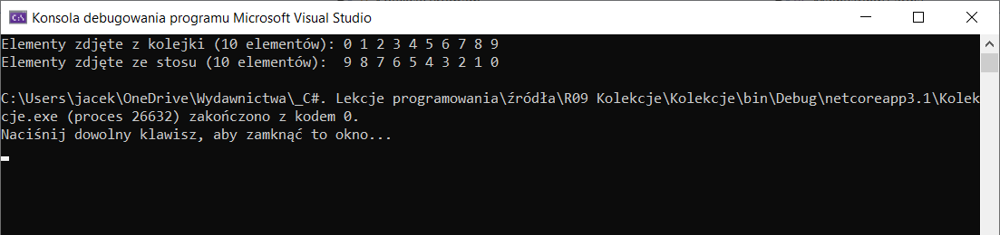 Konsola debugowania programu Microsoft Visual Studio
Elementy zdjęte z kolejki (10 elementów): 0 1 2 3 4 5 6 7 8 9
Elementy zdjęte ze stosu (10 elementów):  9 8 7 6 5 4 3 2 1 0
C:\Users\jacek\OneDrive\Wydawnictwa\_C#. Lekcje programowania\źródła\R09 Kolekcje\Kolekcje\bin\Debug\netcoreapp3.1\Kolek
cje.exe (proces 26632) zakończono z kodem 0.
Naciśnij dowolny klawisz, aby zamknąć to okno...